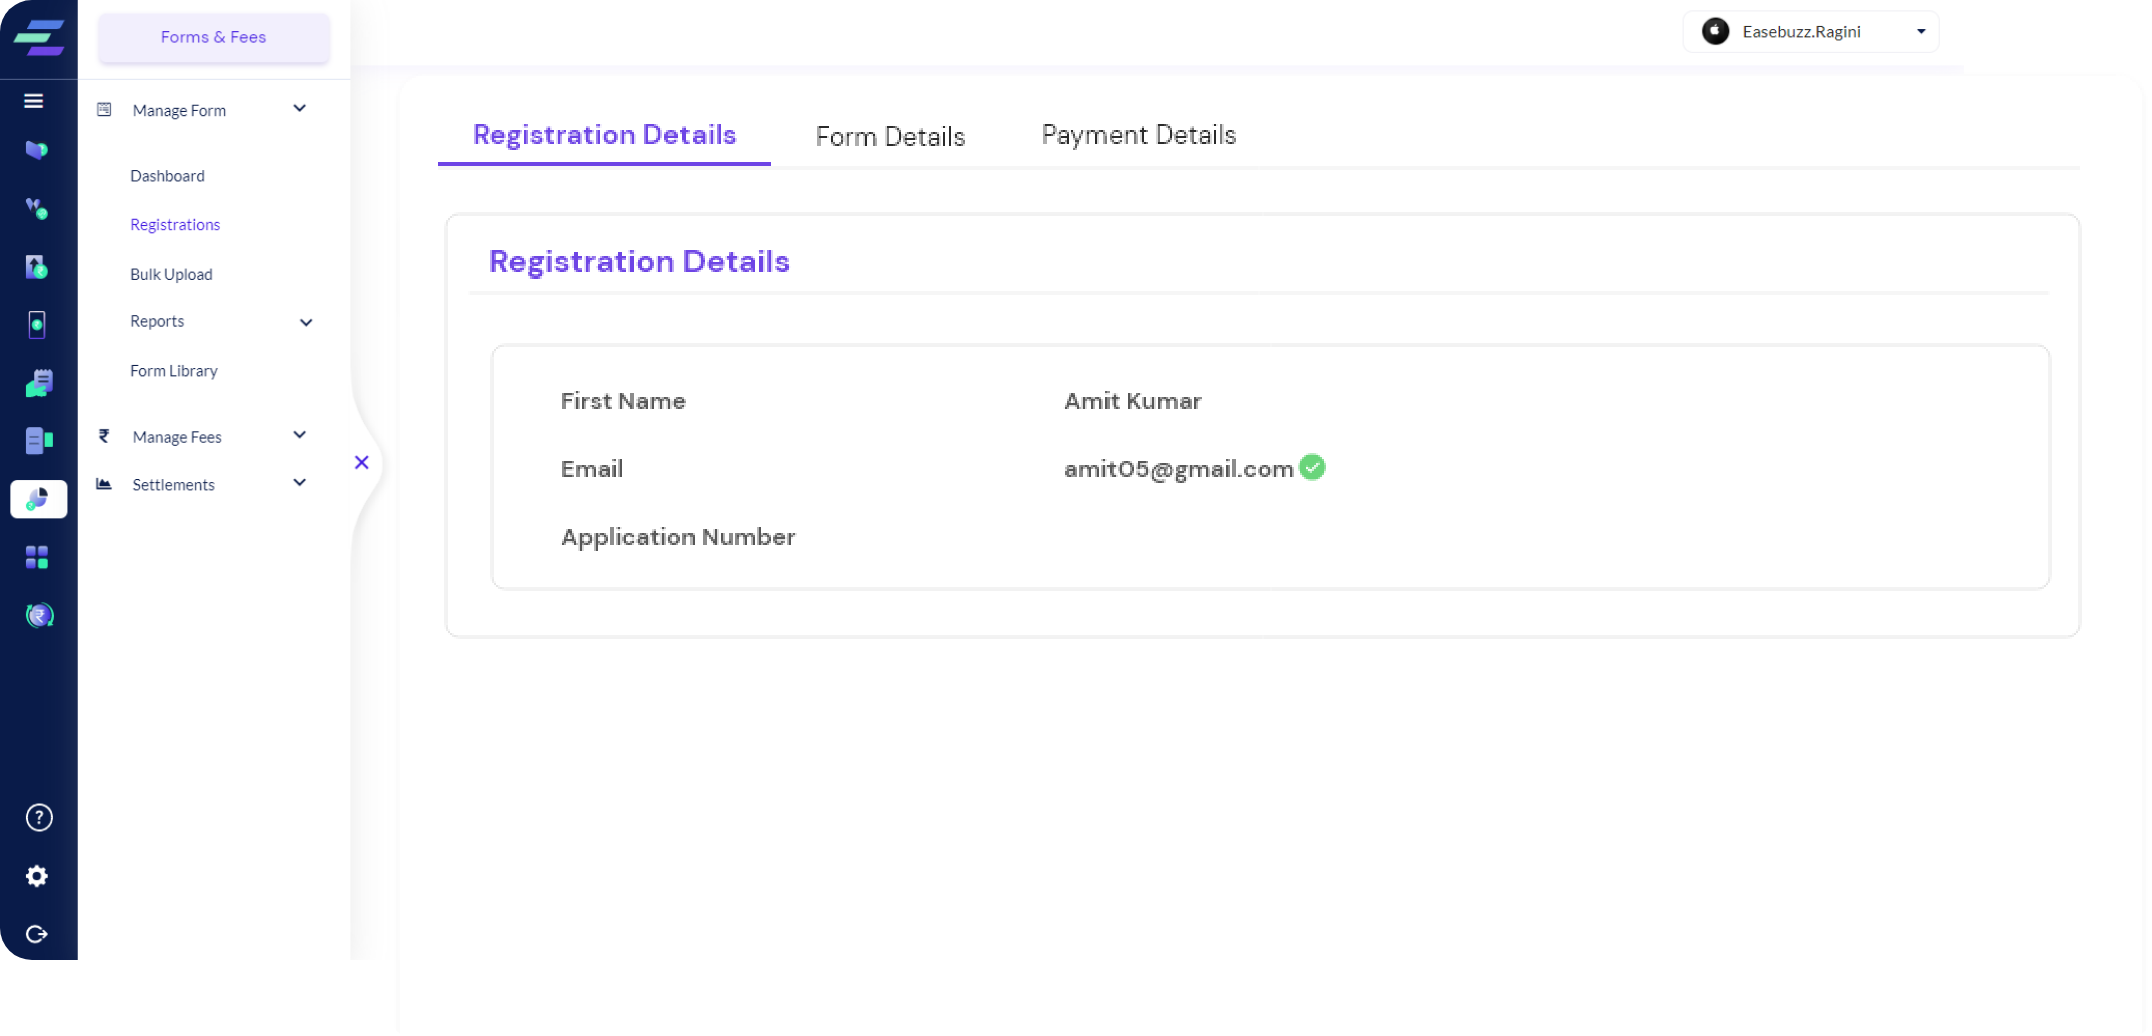 Forms & Fees
Easebuzz.Ragini
Manage Form
Dashboard
Registrations
Bulk Upload
Reports
Form Library
Manage Fees
Settlements
Registration Details
Form Details
Payment Details
Registration Details
First Name
Amit Kumar
Email
amit05@gmail.com
Application Number